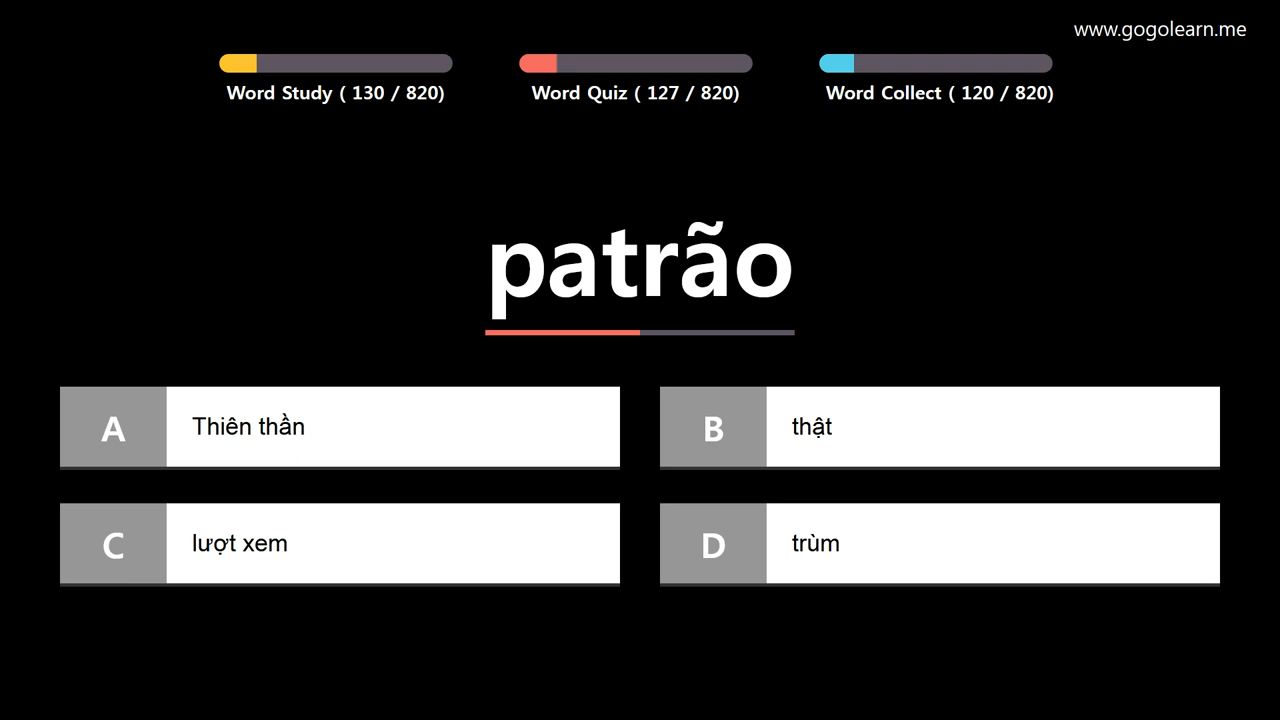 www.gogolearn.me
Word Study ( 130 / 820)
Word Quiz ( 127 / 820)
Word Collect ( 120 / 820)
patrão
A
Thiên thần
B
thật
C
lượt xem
D
trùm